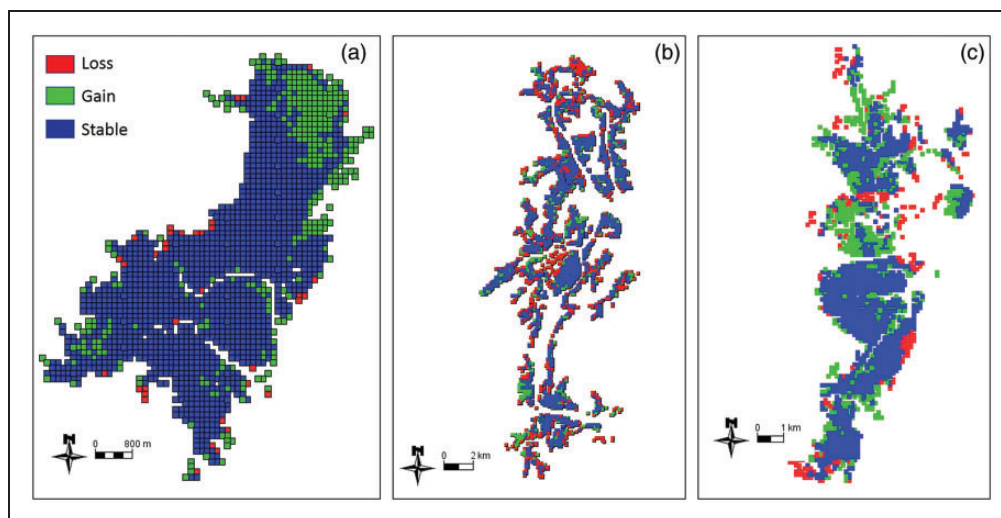 (a)
Loss
Gain
Stable
N
0 800 m
(b)
N
0 2 km
(c)
N
0 1 km